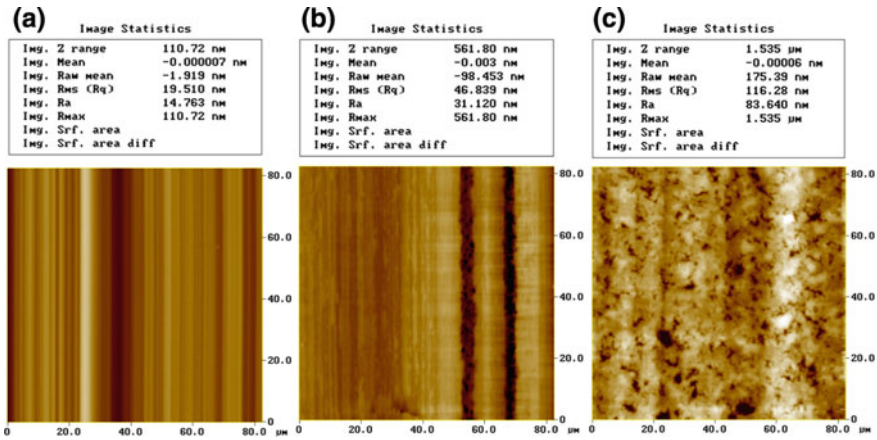 (a)
Image Statistics
Img. Z range 110.72 nm
Img. Mean -0.000007 nm
Img. Raw mean -1.919 nm
Img. Rms (Rq) 19.510 nm
Img. Ra 14.763 nm
Img. Rmax 110.72 nm
Img. Srf. area
Img. Srf. area diff
80.0
60.0
40.0
20.0
0
0 20.0 40.0 60.0 80.0
µm
(b)
Image Statistics
Img. Z range 561.80 nm
Img. Mean -0.003 nm
Img. Raw mean -98.453 nm
Img. Rms (Rq) 46.839 nm
Img. Ra 31.120 nm
Img. Rmax 561.80 nm
Img. Srf. area
Img. Srf. area diff
80.0
60.0
40.0
20.0
0
0 20.0 40.0 60.0 80.0
µm
(c)
Image Statistics
Img. Z range 1.535 µm
Img. Mean -0.00006 nm
Img. Raw mean 175.39 nm
Img. Rms (Rq) 116.28 nm
Img. Ra 83.640 nm
Img. Rmax 1.535 µm
Img. Srf. area
Img. Srf. area diff
80.0
60.0
40.0
20.0
0
0 20.0 40.0 60.0 80.0
µm